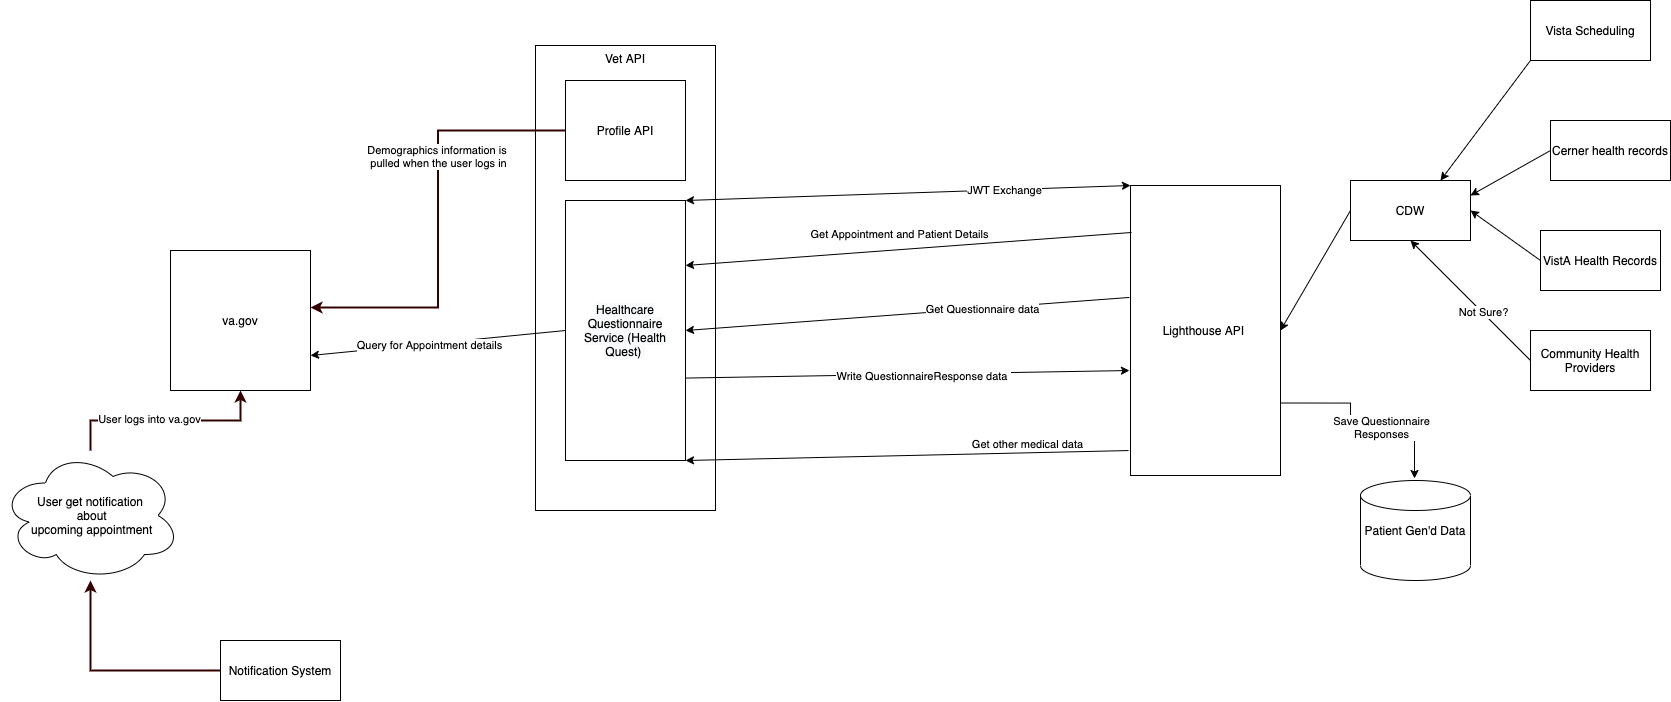 Vista Scheduling
Vet API
Profile API
Demographics information is
pulled when the user logs in
Cerner health records
JWT Exchange
CDW
Get Appointment and Patient Details
VistA Health Records
va.gov
Healthcare
Questionnaire
Service (Health
Quest)
Get Questionnaire data
Not Sure?
Lighthouse API
Query for Appointment details
Community Health
Providers
Write QuestionnaireResponse data
User logs into va.gov
Save Questionnaire
Responses
Get other medical data
User get notification
about
upcoming appointment
Patient Gen'd Data
Notification System